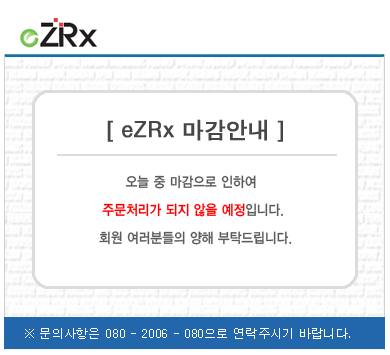 eZRx
[ eZRx 마감안내 ]
오늘 중 마감으로 인하여
주문처리가 되지 않을 예정입니다.
회원 여러분들의 양해 부탁드립니다.
※ 문의사항은 080 - 2006 - 080으로 연락주시기 바랍니다.